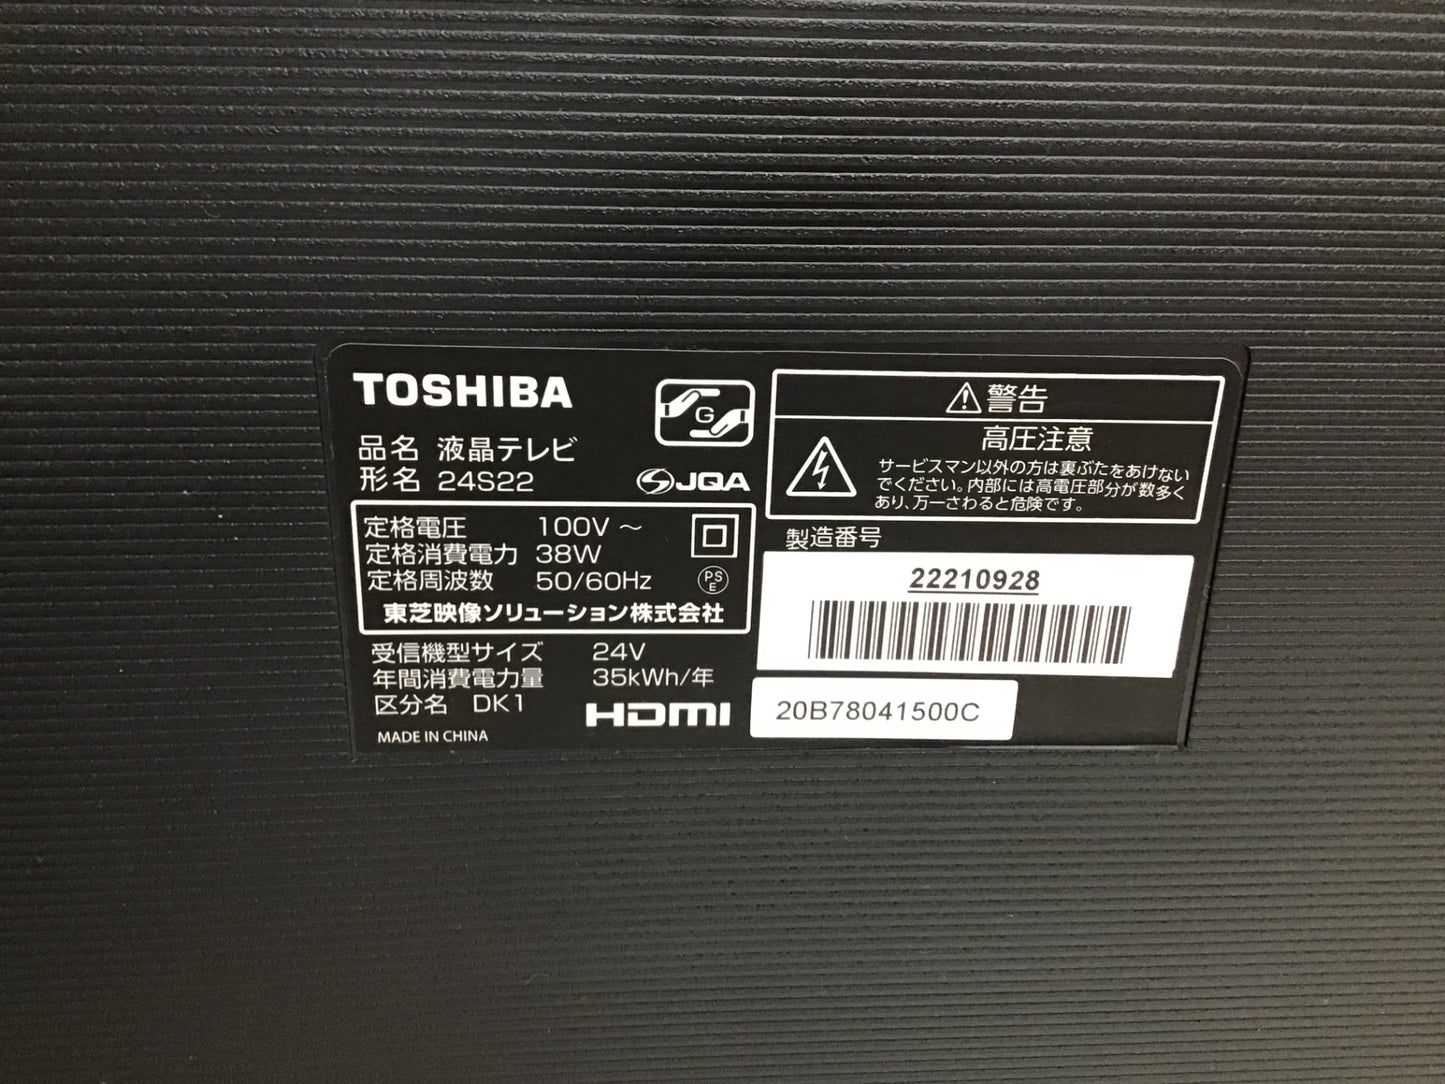 TOSHIBA
品名 液晶テレビ
形名 24S22
G
JQA
定格電圧 100V ～
定格消費電力 38W
定格周波数 50/60Hz
PS
E
東芝映像ソリューション株式会社
受信機型サイズ 24V
年間消費電力量 35kWh/年
区分名 DK1
HDMI
MADE IN CHINA
警告
高圧注意
サービスマン以外の方は裏ぶたをあけない
でください。内部には高電圧部分が数多く
あり、万一さわると危険です。
製造番号
22210928
20B78041500C